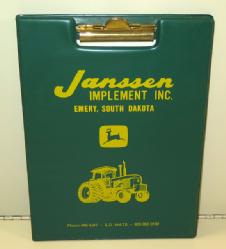 Janssen
IMPLEMENT INC.
EMERY, SOUTH DAKOTA